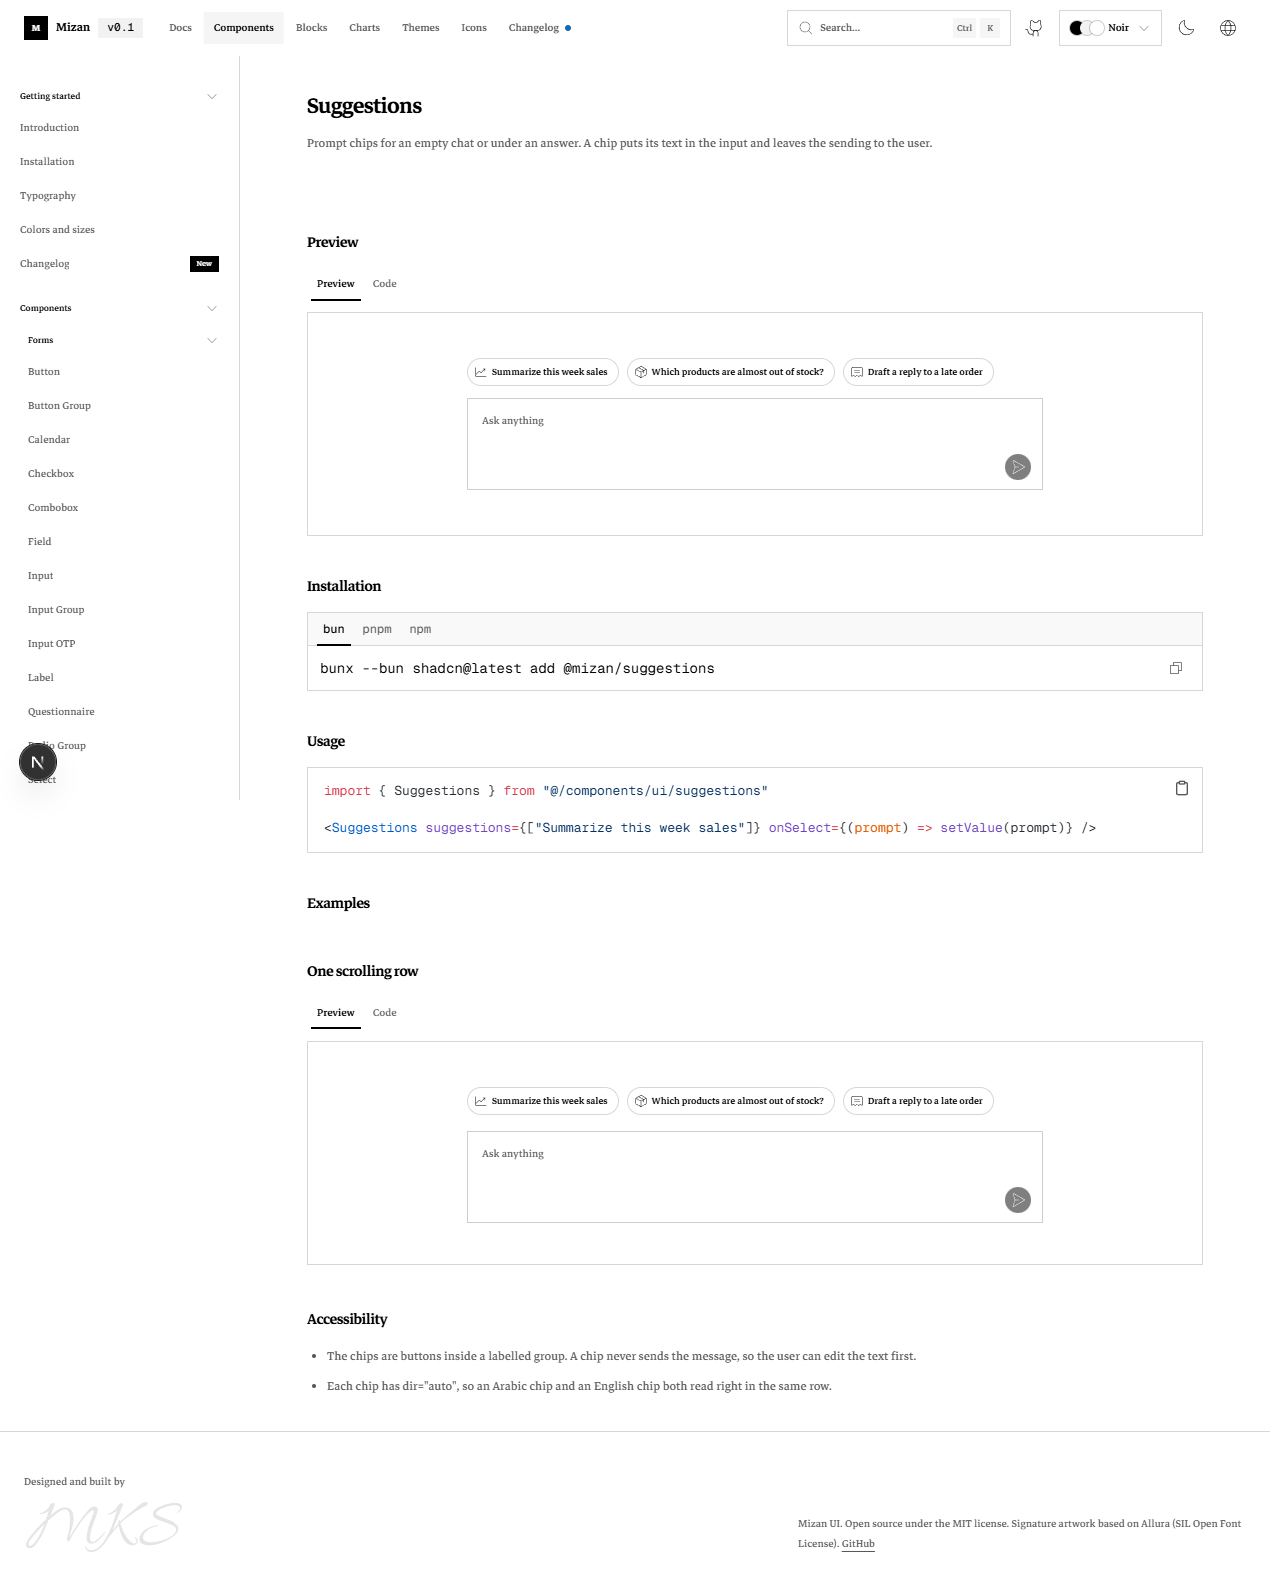 M Mizan v0.1 Docs Components Blocks Charts Themes Icons Changelog Search... Ctrl K Noir
Getting started
Introduction
Installation
Typography
Colors and sizes
Changelog New
Components
Forms
Button
Button Group
Calendar
Checkbox
Combobox
Field
Input
Input Group
Input OTP
Label
Questionnaire
Group
N
Select
Suggestions
Prompt chips for an empty chat or under an answer. A chip puts its text in the input and leaves the sending to the user.
Preview
Preview Code
Summarize this week sales Which products are almost out of stock? Draft a reply to a late order
Ask anything
Installation
bun pnpm npm
bunx --bun shadcn@latest add @mizan/suggestions
Usage
import { Suggestions } from "@/components/ui/suggestions"
<Suggestions suggestions={["Summarize this week sales"]} onSelect={(prompt) => setValue(prompt)} />
Examples
One scrolling row
Preview Code
Summarize this week sales Which products are almost out of stock? Draft a reply to a late order
Ask anything
Accessibility
The chips are buttons inside a labelled group. A chip never sends the message, so the user can edit the text first.
Each chip has dir="auto", so an Arabic chip and an English chip both read right in the same row.
Designed and built by
MKS
Mizan UI. Open source under the MIT license. Signature artwork based on Allura (SIL Open Font
License). GitHub